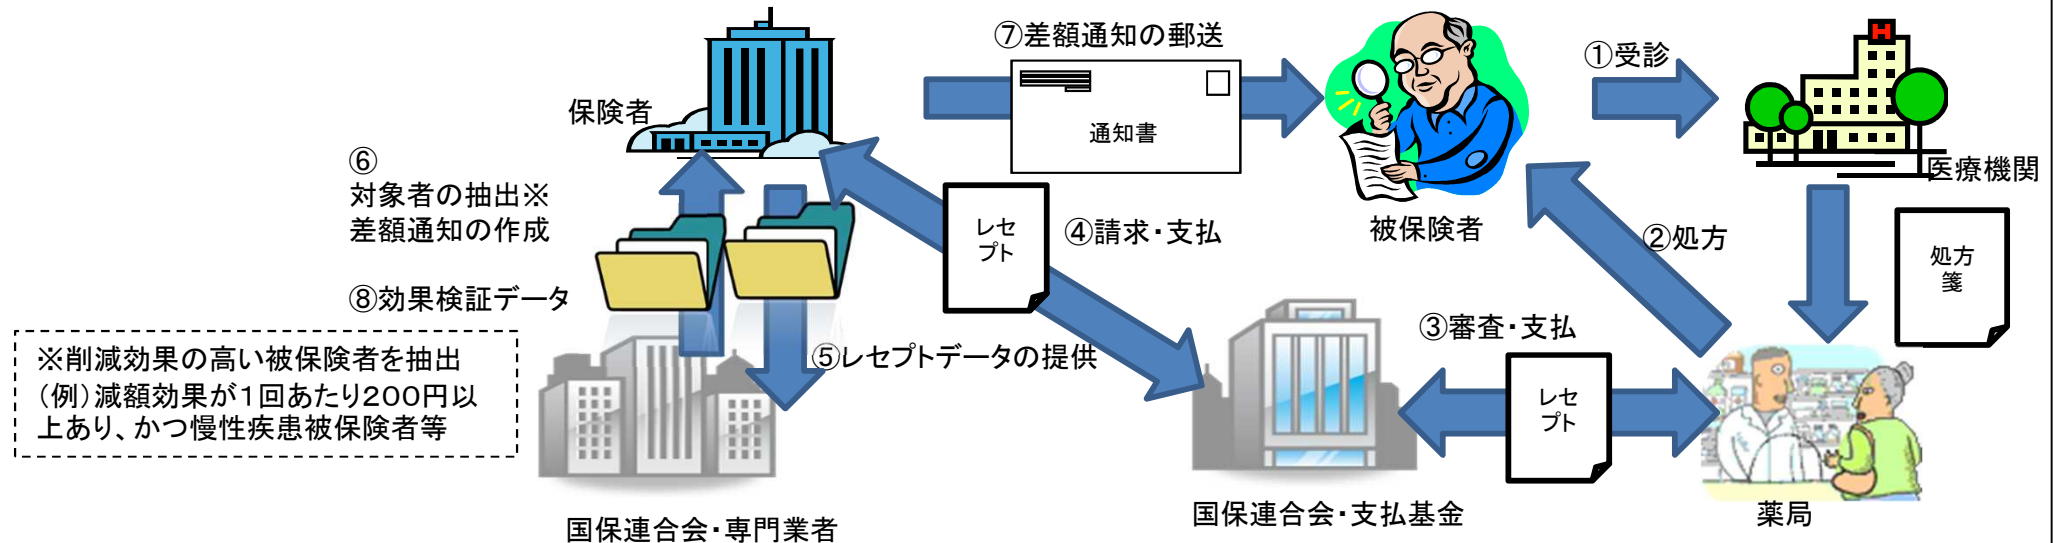 ⑦差額通知の郵送
①受診
保険者
通知書
⑥
対象者の抽出※
差額通知の作成
医療機関
レセ
プト
④請求・支払
被保険者
②処方
処方
箋
⑧効果検証データ
※削減効果の高い被保険者を抽出
(例)減額効果が1回あたり200円以
上あり、かつ慢性疾患被保険者等
⑤レセプトデータの提供
③審査・支払
レセ
プト
国保連合会・専門業者
国保連合会・支払基金
薬局
H